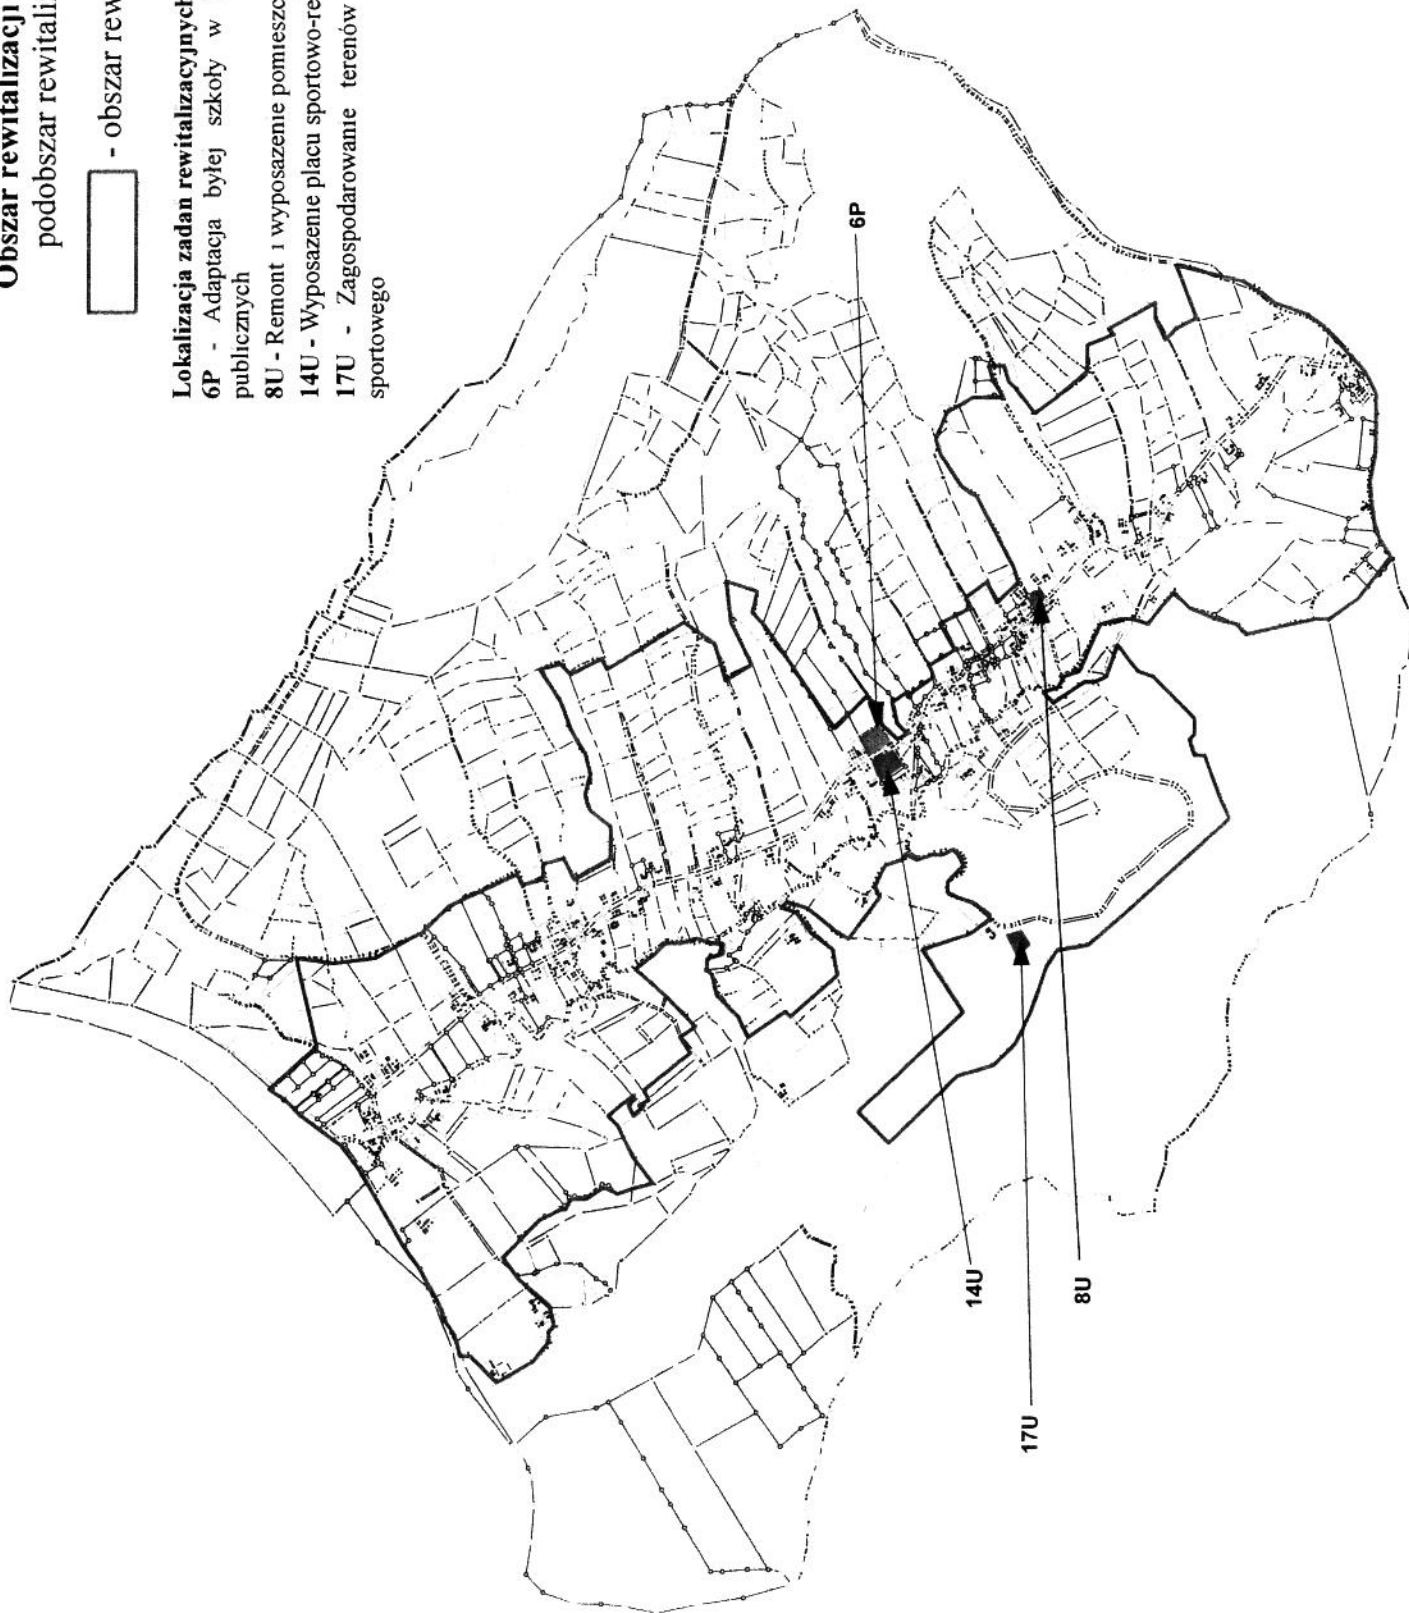 Obszar rewitalizacji
podobszar rewitali
- obszar rew
Lokalizacja zadań rewitalizacyjnych
6P - Adaptacja byłej szkoły w
publicznych
8U - Remont i wyposażenie pomieszc
14U - Wyposażenie placu sportowo-re
17U - Zagospodarowanie terenów
sportowego
6P
14U
8U
17U